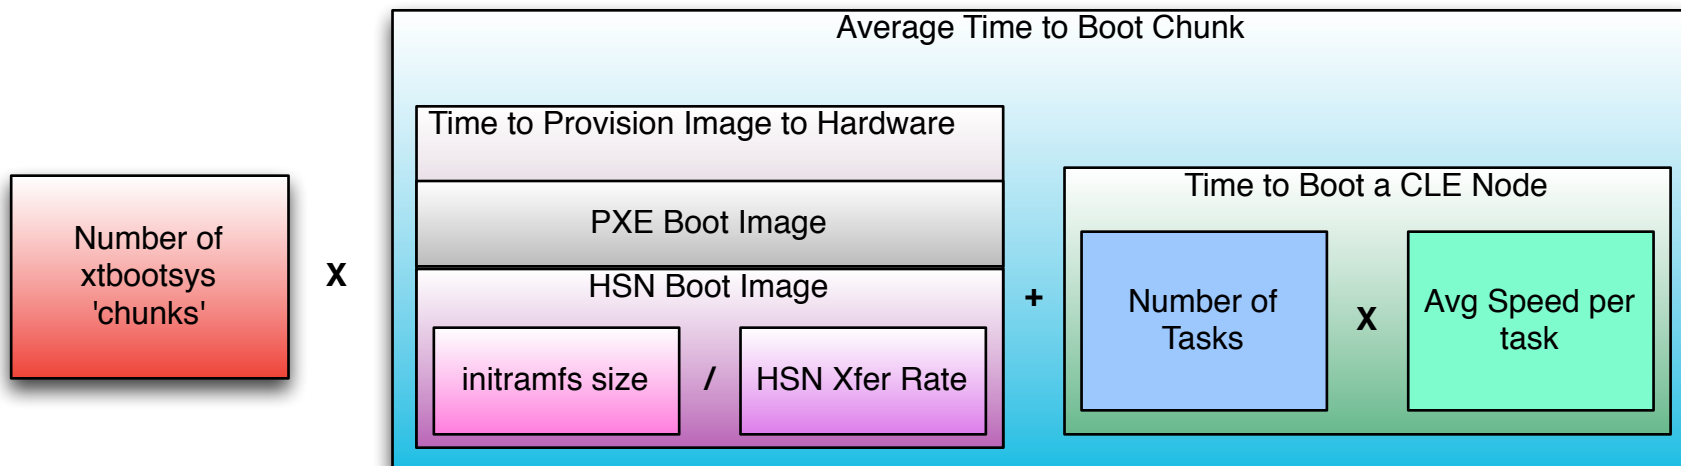 Average Time to Boot Chunk
Number of
xtbootsys
'chunks'
X
Time to Provision Image to Hardware
PXE Boot Image
HSN Boot Image
initramfs size
/
HSN Xfer Rate
+
Time to Boot a CLE Node
Number of
Tasks
X
Avg Speed per
task